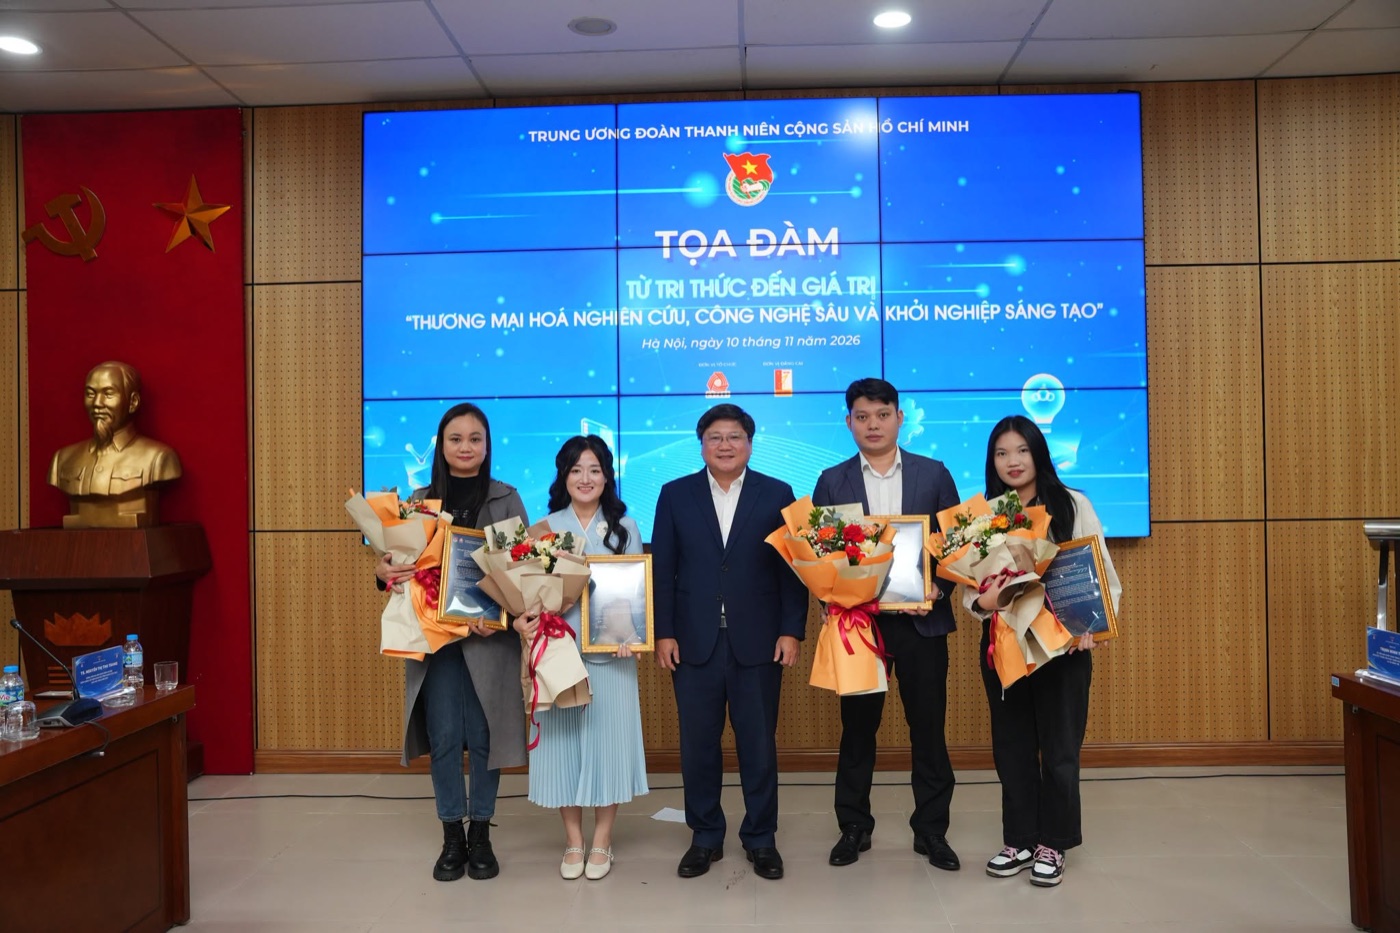 TRUNG ƯƠNG ĐOÀN THANH NIÊN CỘNG SẢN HỒ CHÍ MINH
TỌA ĐÀM
TỪ TRI THỨC ĐẾN GIÁ TRỊ
“THƯƠNG MẠI HOÁ NGHIÊN CỨU, CÔNG NGHỆ SÂU VÀ KHỞI NGHIỆP SÁNG TẠO”
Hà Nội, ngày 10 tháng 11 năm 2026